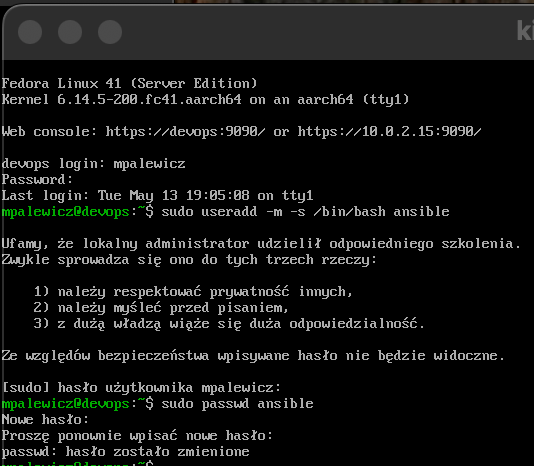 ki
Fedora Linux 41 (Server Edition)
Kernel 6.14.5-200.fc41.aarch64 on an aarch64 (tty1)
Web console: https://devops:9090/ or https://10.0.2.15:9090/
devops login: mpalewicz
Password:
Last login: Tue May 13 19:05:08 on tty1
mpalewicz@devops:~$ sudo useradd -m -s /bin/bash ansible
Ufamy, że lokalny administrator udzielił odpowiedniego szkolenia.
Zwykle sprowadza się ono do tych trzech rzeczy:
1) należy respektować prywatność innych,
2) należy myśleć przed pisaniem,
3) z dużą władzą wiąże się duża odpowiedzialność.
Ze względów bezpieczeństwa wpisywane hasło nie będzie widoczne.
[sudo] hasło użytkownika mpalewicz:
mpalewicz@devops:~$ sudo passwd ansible
Nowe hasło:
Proszę ponownie wpisać nowe hasło:
passwd: hasło zostało zmienione